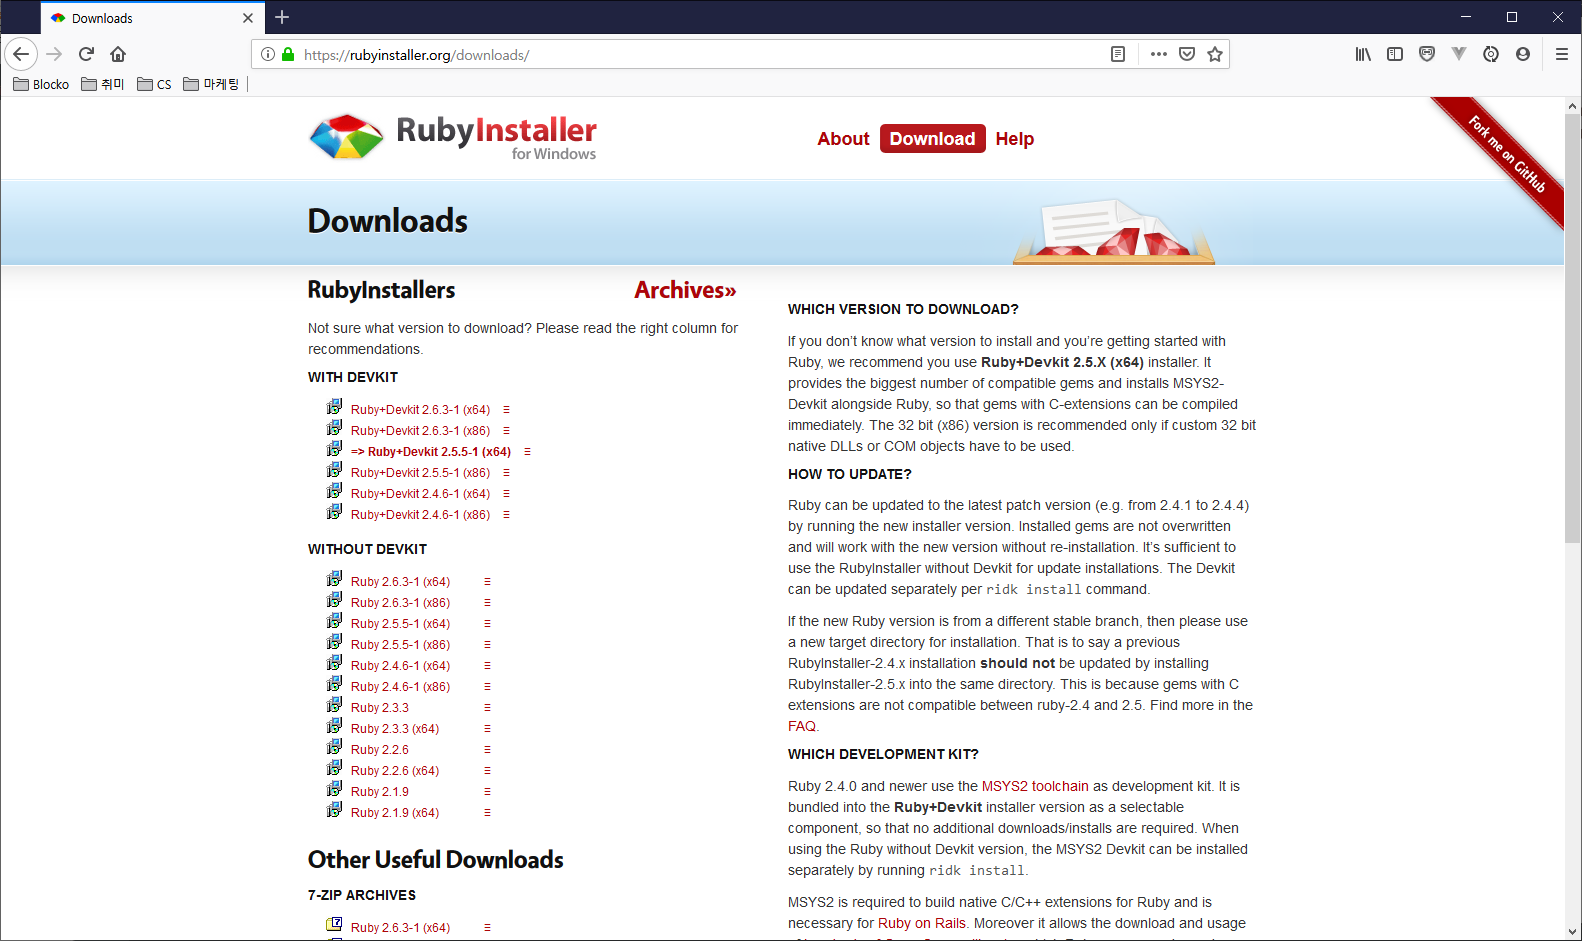 Downloads
https://rubyinstaller.org/downloads/
Blocko 취미 CS 마케팅
RubyInstaller
for Windows
About Download Help
Fork me on GitHub
Downloads
RubyInstallers Archives»
Not sure what version to download? Please read the right column for
recommendations.
WITH DEVKIT
Ruby+Devkit 2.6.3-1 (x64)
Ruby+Devkit 2.6.3-1 (x86)
=> Ruby+Devkit 2.5.5-1 (x64)
Ruby+Devkit 2.5.5-1 (x86)
Ruby+Devkit 2.4.6-1 (x64)
Ruby+Devkit 2.4.6-1 (x86)
WITHOUT DEVKIT
Ruby 2.6.3-1 (x64)
Ruby 2.6.3-1 (x86)
Ruby 2.5.5-1 (x64)
Ruby 2.5.5-1 (x86)
Ruby 2.4.6-1 (x64)
Ruby 2.4.6-1 (x86)
Ruby 2.3.3
Ruby 2.3.3 (x64)
Ruby 2.2.6
Ruby 2.2.6 (x64)
Ruby 2.1.9
Ruby 2.1.9 (x64)
Other Useful Downloads
7-ZIP ARCHIVES
Ruby 2.6.3-1 (x64)
WHICH VERSION TO DOWNLOAD?
If you don’t know what version to install and you’re getting started with
Ruby, we recommend you use Ruby+Devkit 2.5.X (x64) installer. It
provides the biggest number of compatible gems and installs MSYS2-
Devkit alongside Ruby, so that gems with C-extensions can be compiled
immediately. The 32 bit (x86) version is recommended only if custom 32 bit
native DLLs or COM objects have to be used.
HOW TO UPDATE?
Ruby can be updated to the latest patch version (e.g. from 2.4.1 to 2.4.4)
by running the new installer version. Installed gems are not overwritten
and will work with the new version without re-installation. It’s sufficient to
use the RubyInstaller without Devkit for update installations. The Devkit
can be updated separately per ridk install command.
If the new Ruby version is from a different stable branch, then please use
a new target directory for installation. That is to say a previous
RubyInstaller-2.4.x installation should not be updated by installing
RubyInstaller-2.5.x into the same directory. This is because gems with C
extensions are not compatible between ruby-2.4 and 2.5. Find more in the
FAQ.
WHICH DEVELOPMENT KIT?
Ruby 2.4.0 and newer use the MSYS2 toolchain as development kit. It is
bundled into the Ruby+Devkit installer version as a selectable
component, so that no additional downloads/installs are required. When
using the Ruby without Devkit version, the MSYS2 Devkit can be installed
separately by running ridk install.
MSYS2 is required to build native C/C++ extensions for Ruby and is
necessary for Ruby on Rails. Moreover it allows the download and usage